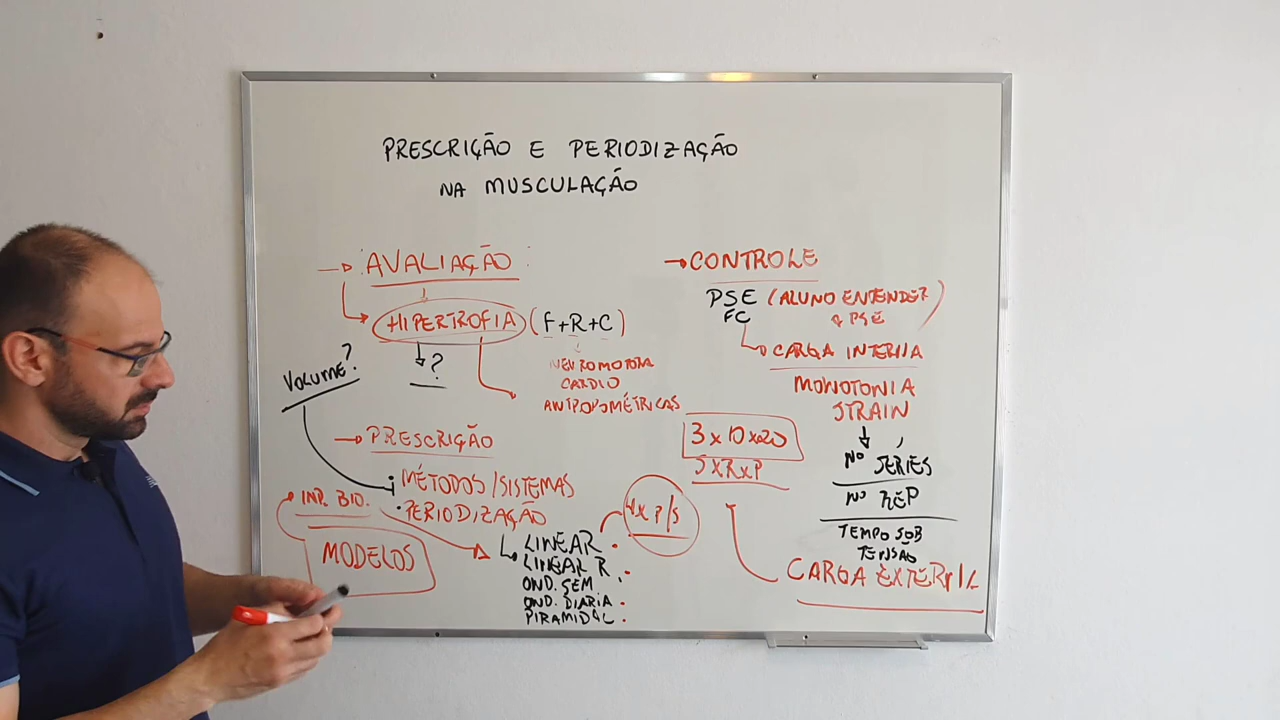 PRESCRIÇÃO E PERIODIZAÇÃO
NA MUSCULAÇÃO
AVALIAÇÃO
HIPERTROFIA (F+R+C)
?
VOLUME?
NEUROMOTORA
CARDIO
ANTROPOMÉTRICAS
PRESCRIÇÃO
MÉTODOS/SISTEMAS
PERIODIZAÇÃO
INP. BIO.
MODELOS
LINEAR
LINEAR R
OND. SEM
OND. DIARIA
PIRAMIDAL
4x P/S
CONTROLE
PSE (ALUNO ENTENDER
A PSE)
FC
CARGA INTERNA
MONOTONIA
STRAIN
3 x 10 x 20
SxRxP
Nº SÉRIES
Nº REP
TEMPO SOB
TENSÃO
CARGA EXTERNA